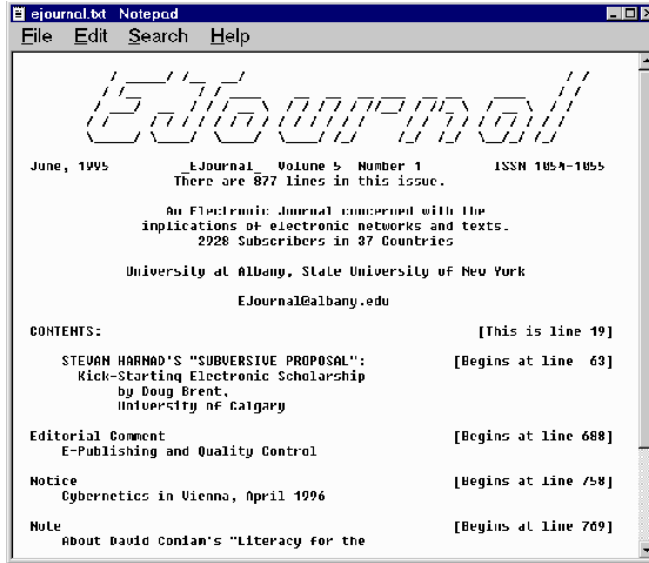 ejournal.txt Notepad
File Edit Search Help
EJournal
June, 1995 _EJournal_ Volume 5 Number 1 ISSN 1054-1055
There are 877 lines in this issue.
An Electronic Journal concerned with the
implications of electronic networks and texts.
2928 Subscribers in 37 Countries
University at Albany, State University of New York
EJournal@albany.edu
CONTENTS: [This is line 19]
STEVAN HARNAD'S "SUBVERSIVE PROPOSAL": [Begins at line 63]
Kick-Starting Electronic Scholarship
by Doug Brent,
University of Calgary
Editorial Comment [Begins at line 688]
E-Publishing and Quality Control
Notice [Begins at line 758]
Cybernetics in Vienna, April 1996
Note [Begins at line 769]
About David Coniam's "Literacy for the